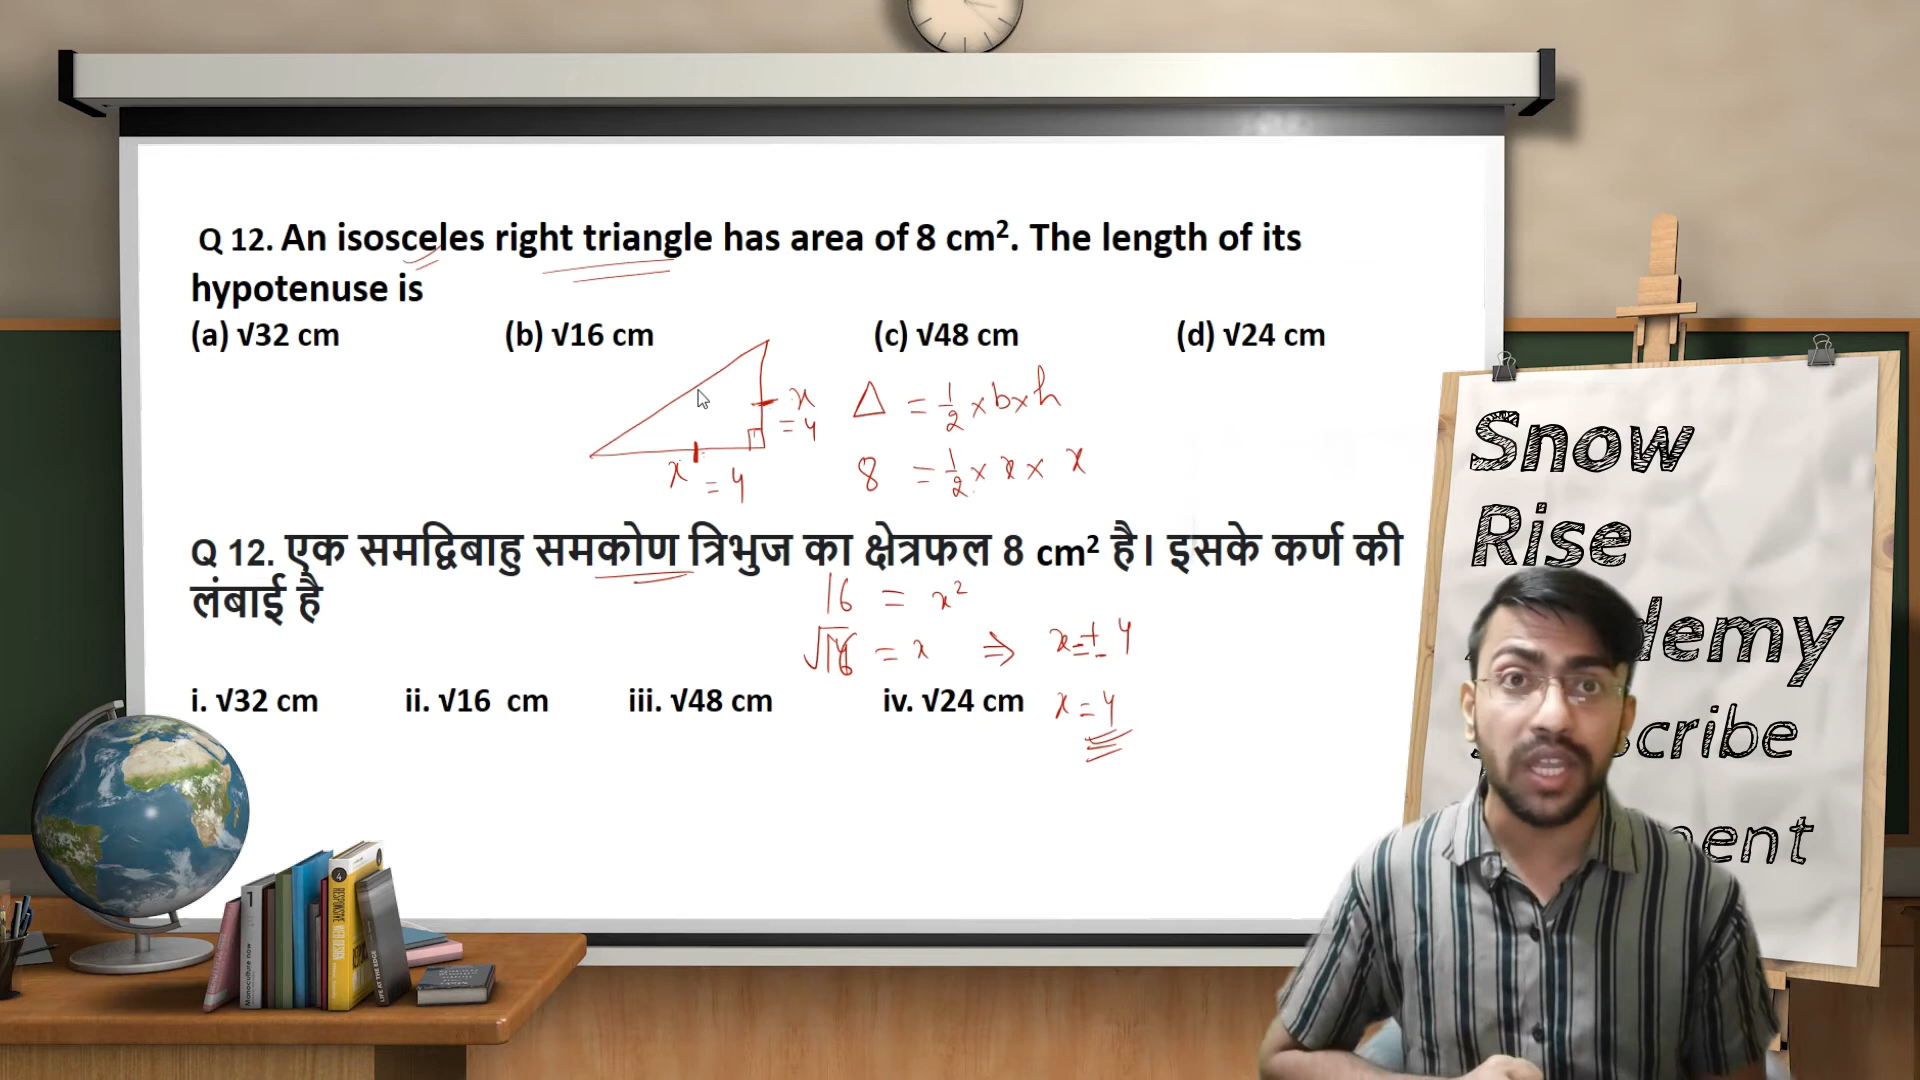 Q 12. An isosceles right triangle has area of 8 cm². The length of its
hypotenuse is
(a) √32 cm (b) √16 cm (c) √48 cm (d) √24 cm
x
= 4
x
= 4
Δ = 1/2 × b × h
8 = 1/2 × x × x
Q 12. एक समद्विबाहु समकोण त्रिभुज का क्षेत्रफल 8 cm² है। इसके कर्ण की
लंबाई है
16 = x²
√16 = x ⇒ x = ± 4
i. √32 cm ii. √16 cm iii. √48 cm iv. √24 cm
x = 4
Snow
Rise
demy
cribe
ent